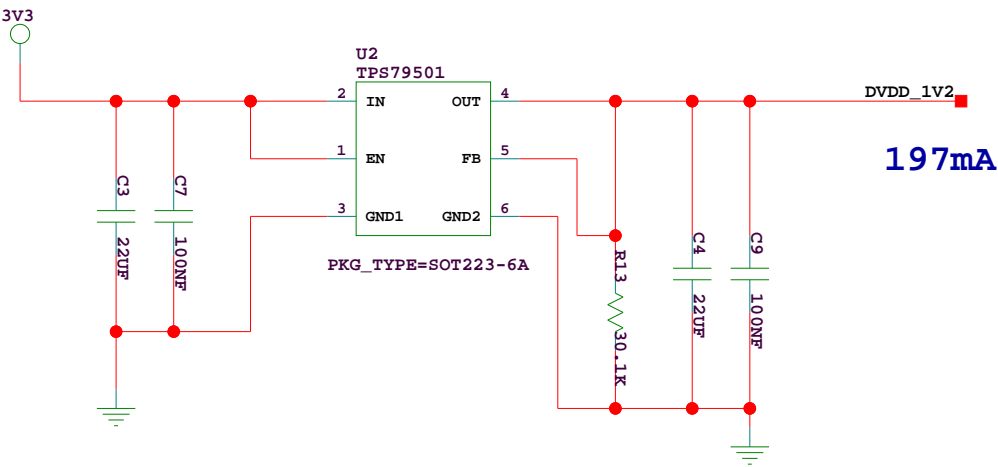 3V3
U2
TPS79501
2 IN OUT 4
DVDD_1V2
197mA
1 EN FB 5
3 GND1 GND2 6
PKG_TYPE=SOT223-6A
C3
22UF
C7
100NF
R13
30.1K
C4
22UF
C9
100NF